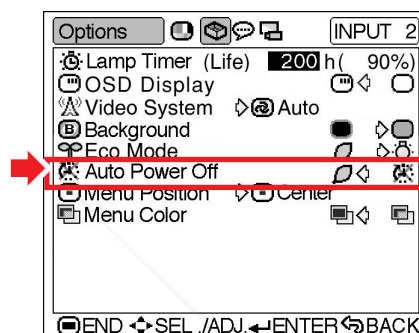 Options INPUT 2
Lamp Timer (Life) 200 h( 90%)
OSD Display
Video System Auto
B Background
Eco Mode
Auto Power Off
Menu Position Center
Menu Color
END SEL ./ADJ. ENTER BACK